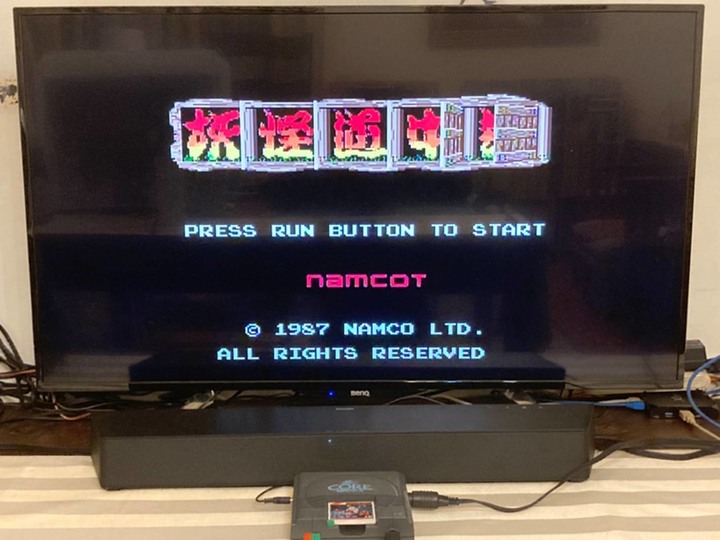 妖怪道中
PRESS RUN BUTTON TO START
namcot
© 1987 NAMCO LTD.
ALL RIGHTS RESERVED
BenQ
CORE